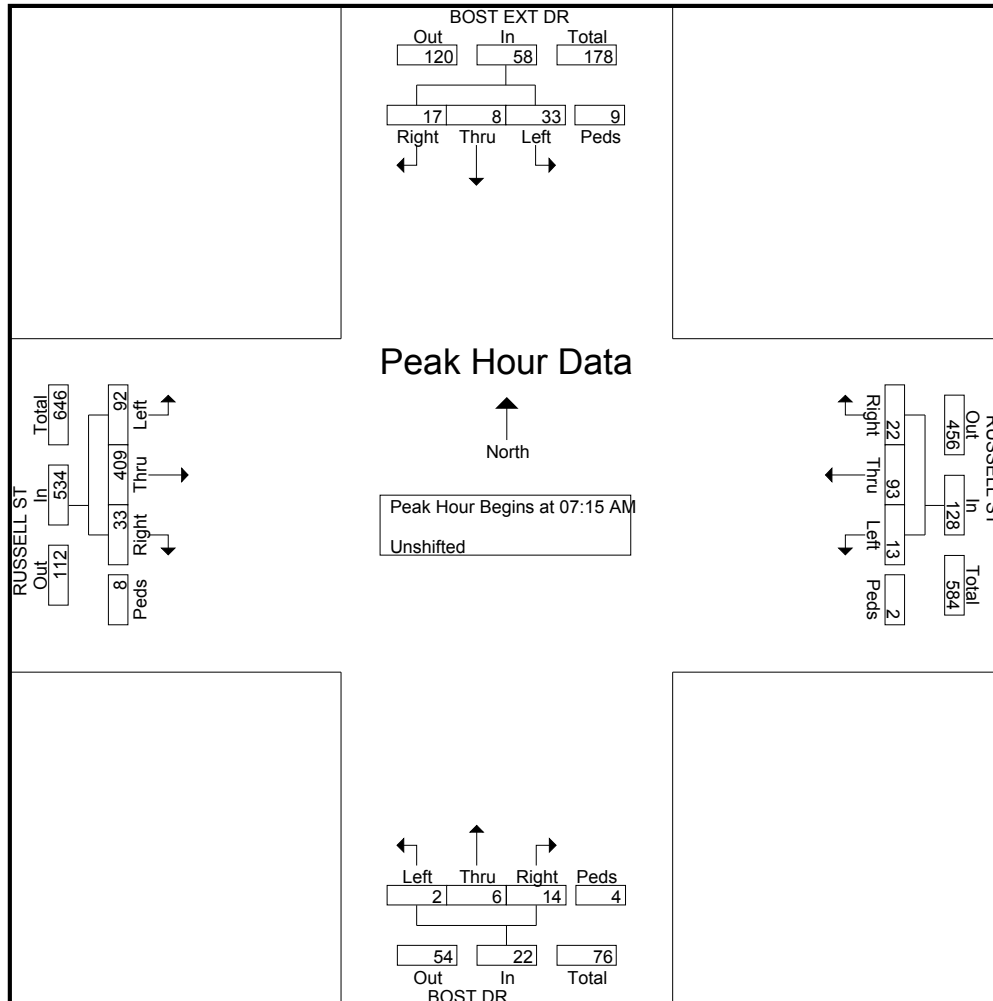 BOST EXT DR
Out In Total
120 58 178
17 8 33 9
Right Thru Left Peds
Peak Hour Data
North
Peak Hour Begins at 07:15 AM
Unshifted
RUSSELL ST
Out In Total
112 534 646
33 409 92
Right Thru Left
8
Peds
RUSSELL ST
Out In Total
456 128 584
22 93 13 2
Right Thru Left Peds
Left Thru Right Peds
2 6 14 4
54 22 76
Out In Total
BOST DR